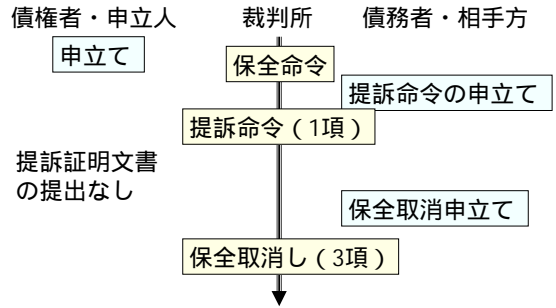 債権者・申立人　裁判所　債務者・相手方
申立て
保全命令
提訴命令の申立て
提訴命令（1項）
提訴証明文書
の提出なし
保全取消申立て
保全取消し（3項）